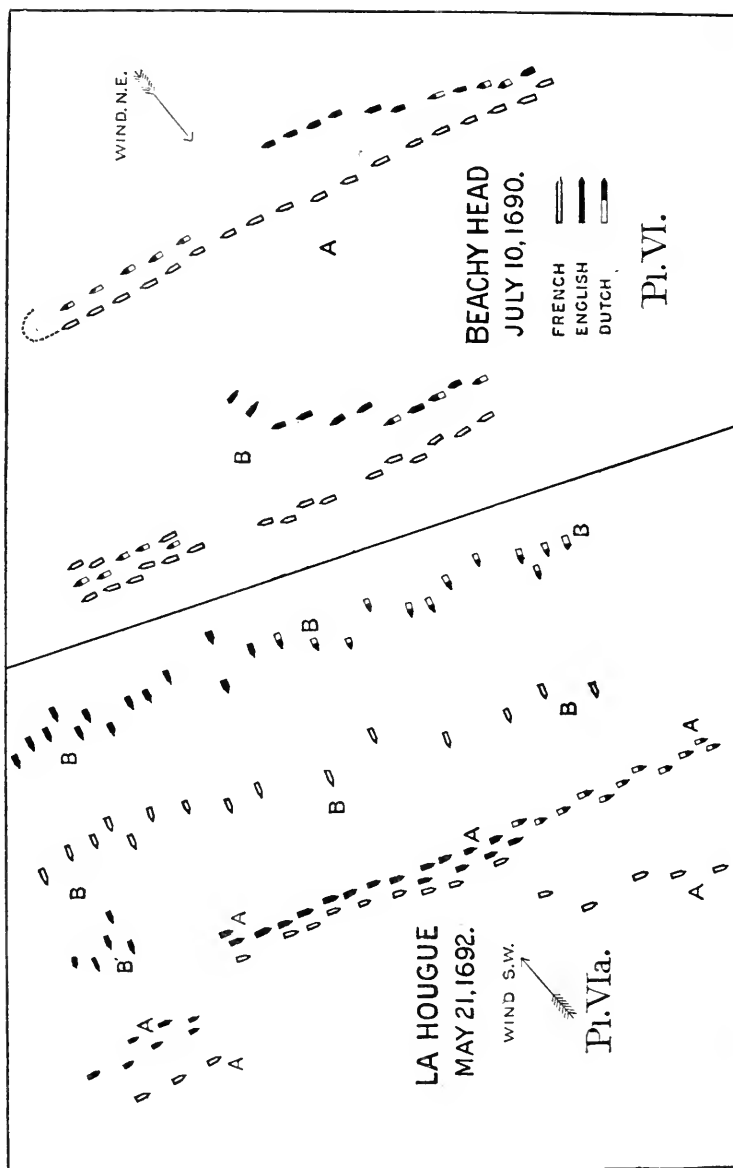 LA HOUGUE
MAY 21, 1692.
WIND S.W.
Pl. VIa.
A
A
A
A
A
A
B'
B
B
B
B
B
B
WIND. N.E.
A
B
BEACHY HEAD
JULY 10, 1690.
FRENCH
ENGLISH
DUTCH
Pl. VI.